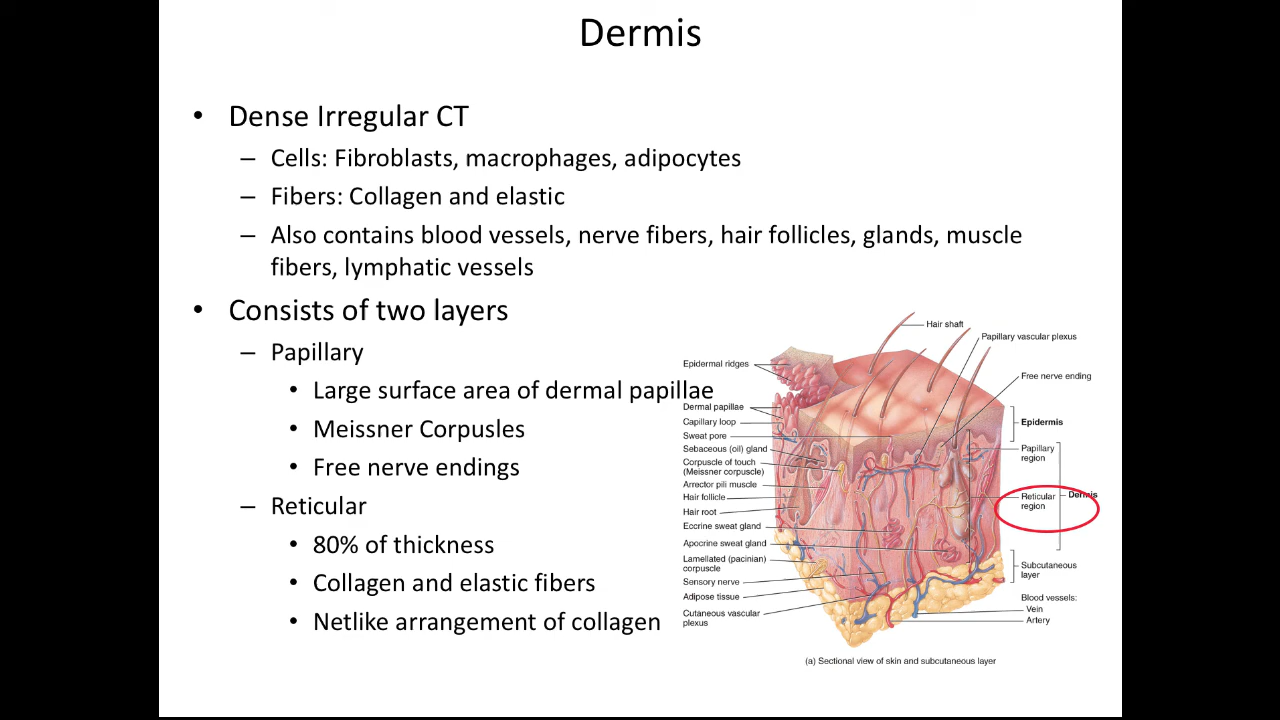 Dermis
• Dense Irregular CT
– Cells: Fibroblasts, macrophages, adipocytes
– Fibers: Collagen and elastic
– Also contains blood vessels, nerve fibers, hair follicles, glands, muscle
fibers, lymphatic vessels
• Consists of two layers
– Papillary
• Large surface area of dermal papillae
• Meissner Corpusles
• Free nerve endings
– Reticular
• 80% of thickness
• Collagen and elastic fibers
• Netlike arrangement of collagen
Hair shaft
Papillary vascular plexus
Free nerve ending
Epidermal ridges
Dermal papillae
Capillary loop
Sweat pore
Sebaceous (oil) gland
Corpuscle of touch
(Meissner corpuscle)
Arrector pili muscle
Hair follicle
Hair root
Eccrine sweat gland
Apocrine sweat gland
Lamellated (pacinian)
corpuscle
Sensory nerve
Adipose tissue
Cutaneous vascular
plexus
Epidermis
Papillary
region
Reticular
region
Dermis
Subcutaneous
layer
Blood vessels:
Vein
Artery
(a) Sectional view of skin and subcutaneous layer